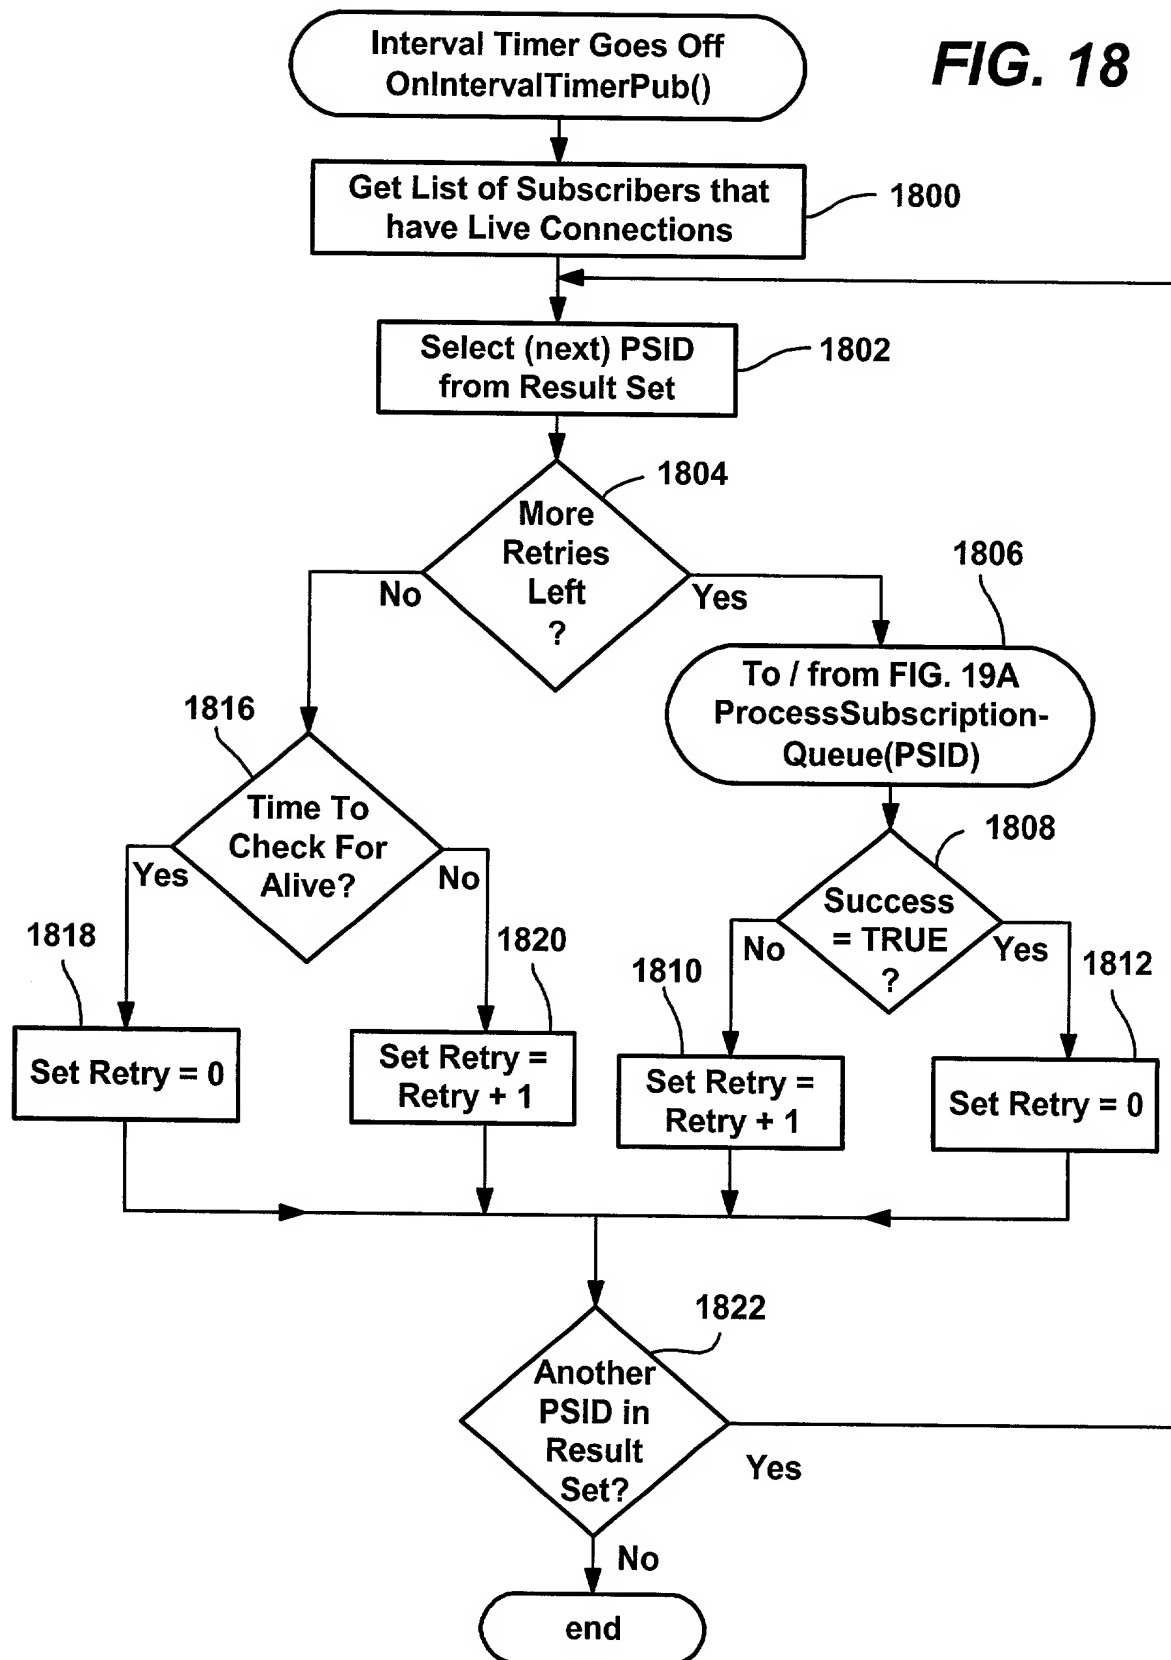 Interval Timer Goes Off
OnIntervalTimerPub()
FIG. 18
Get List of Subscribers that
have Live Connections
1800
Select (next) PSID
from Result Set
1802
1804
More
Retries
Left
?
No
Yes
1806
To / from FIG. 19A
ProcessSubscription-
Queue(PSID)
1816
Time To
Check For
Alive?
Yes
No
1808
Success
= TRUE
?
No
Yes
1818
Set Retry = 0
1820
Set Retry =
Retry + 1
1810
Set Retry =
Retry + 1
1812
Set Retry = 0
1822
Another
PSID in
Result
Set?
Yes
No
end